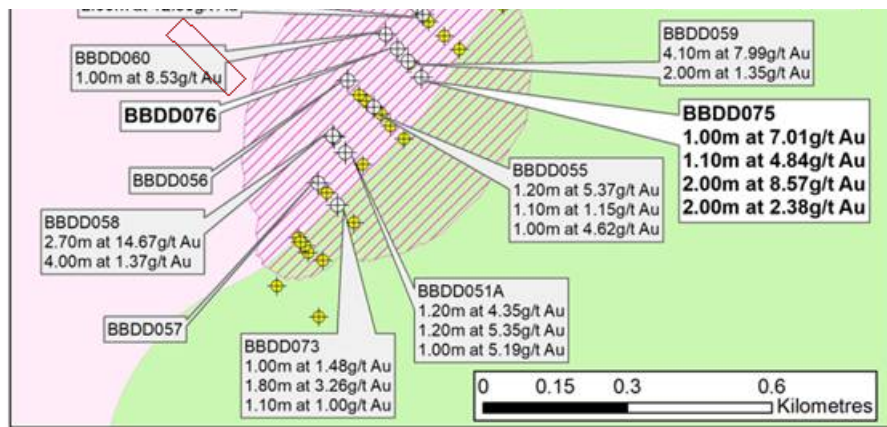 BBDD060
1.00m at 8.53g/t Au
BBDD059
4.10m at 7.99g/t Au
2.00m at 1.35g/t Au
BBDD076
BBDD075
1.00m at 7.01g/t Au
1.10m at 4.84g/t Au
2.00m at 8.57g/t Au
2.00m at 2.38g/t Au
BBDD056
BBDD055
1.20m at 5.37g/t Au
1.10m at 1.15g/t Au
1.00m at 4.62g/t Au
BBDD058
2.70m at 14.67g/t Au
4.00m at 1.37g/t Au
BBDD051A
1.20m at 4.35g/t Au
1.20m at 5.35g/t Au
1.00m at 5.19g/t Au
BBDD057
BBDD073
1.00m at 1.48g/t Au
1.80m at 3.26g/t Au
1.10m at 1.00g/t Au
0 0.15 0.3 0.6
Kilometres